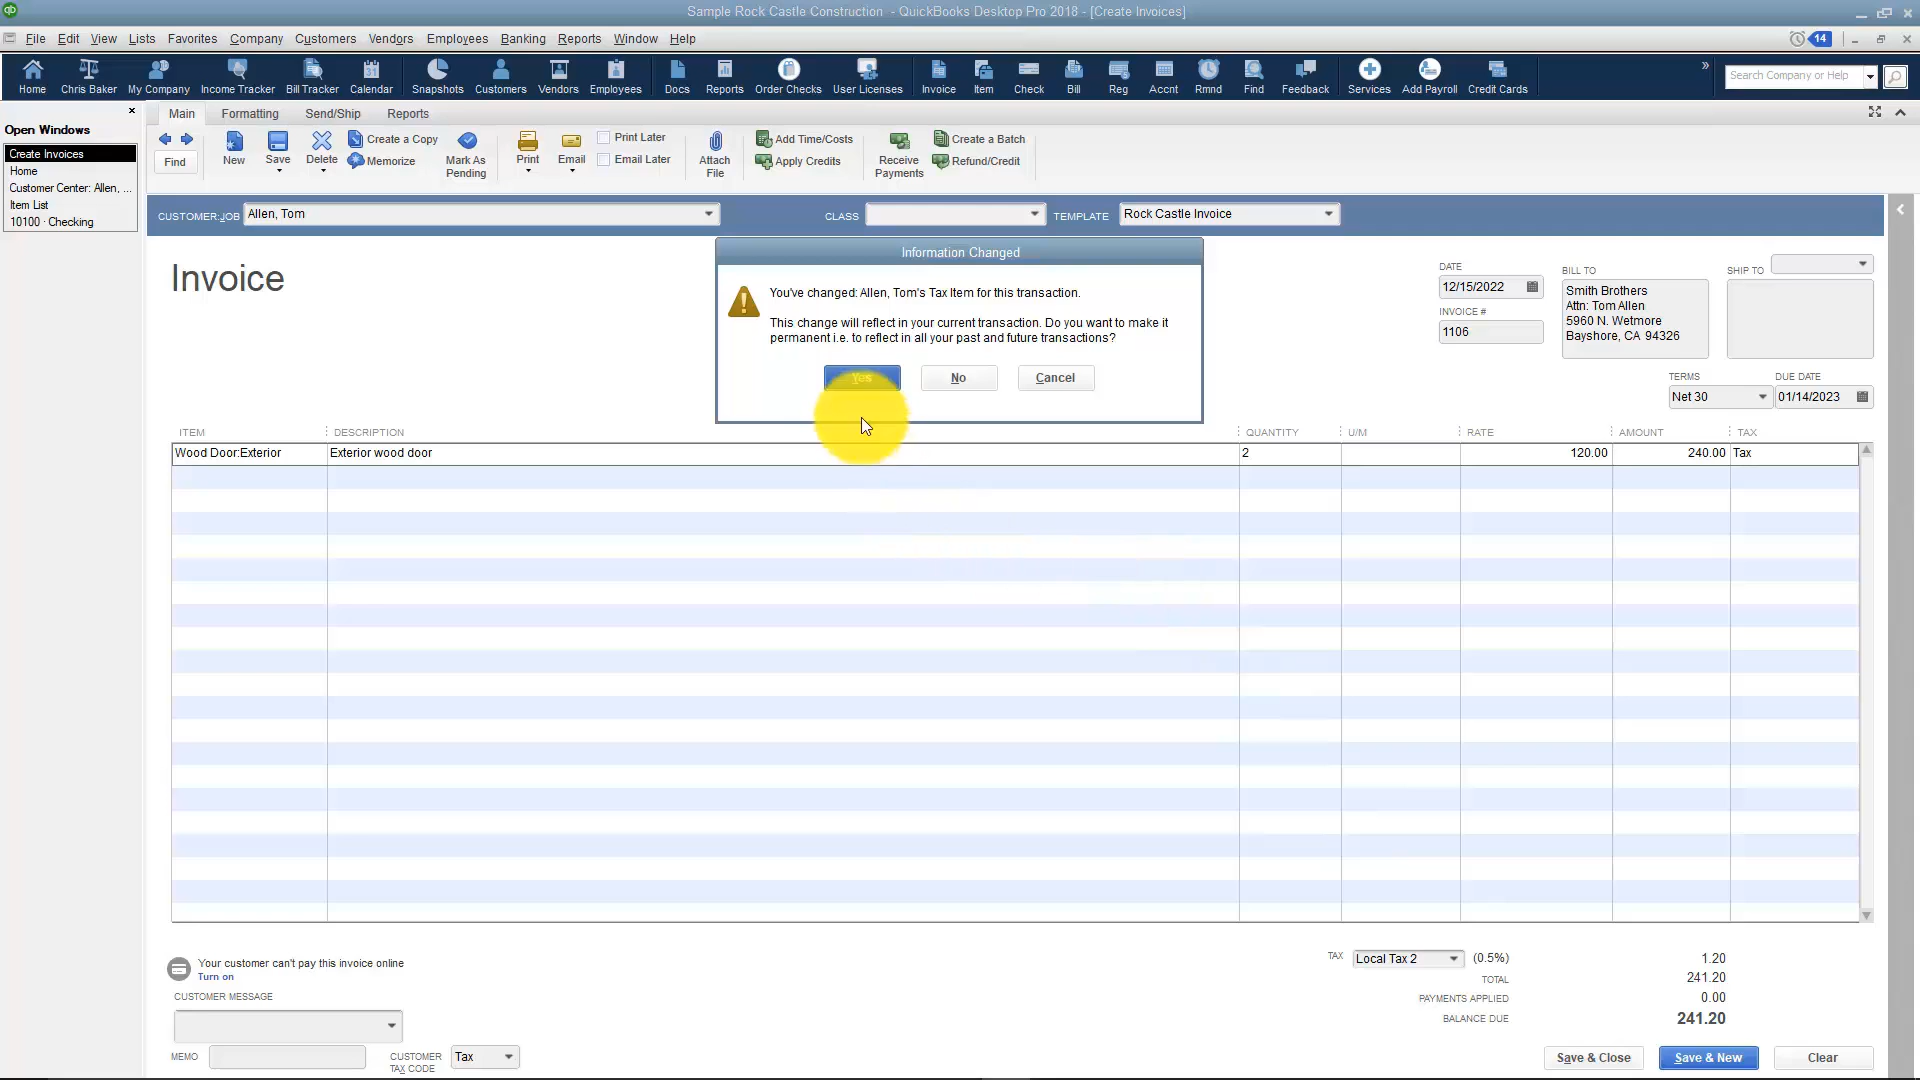 Sample Rock Castle Construction - QuickBooks Desktop Pro 2018 - [Create Invoices]
File Edit View Lists Favorites Company Customers Vendors Employees Banking Reports Window Help
14
Home Chris Baker My Company Income Tracker Bill Tracker Calendar Snapshots Customers Vendors Employees Docs Reports Order Checks User Licenses Invoice Item Check Bill Reg Accnt Rmnd Find Feedback Services Add Payroll Credit Cards
Search Company or Help
Open Windows
Create Invoices
Home
Customer Center: Allen, ...
Item List
10100 · Checking
Main Formatting Send/Ship Reports
Find
New
Save
Delete
Create a Copy
Memorize
Mark As
Pending
Print
Email
Print Later
Email Later
Attach
File
Add Time/Costs
Apply Credits
Receive
Payments
Create a Batch
Refund/Credit
CUSTOMER:JOB Allen, Tom
CLASS
TEMPLATE Rock Castle Invoice
Invoice
Information Changed
You've changed: Allen, Tom's Tax Item for this transaction.
This change will reflect in your current transaction. Do you want to make it
permanent i.e. to reflect in all your past and future transactions?
Yes No Cancel
DATE
12/15/2022
INVOICE #
1106
BILL TO
Smith Brothers
Attn: Tom Allen
5960 N. Wetmore
Bayshore, CA 94326
SHIP TO
TERMS
Net 30
DUE DATE
01/14/2023
ITEM DESCRIPTION QUANTITY U/M RATE AMOUNT TAX
Wood Door:Exterior Exterior wood door 2 120.00 240.00 Tax
Your customer can't pay this invoice online
Turn on
CUSTOMER MESSAGE
MEMO
CUSTOMER
TAX CODE
Tax
TAX Local Tax 2 (0.5%) 1.20
TOTAL 241.20
PAYMENTS APPLIED 0.00
BALANCE DUE 241.20
Save & Close Save & New Clear